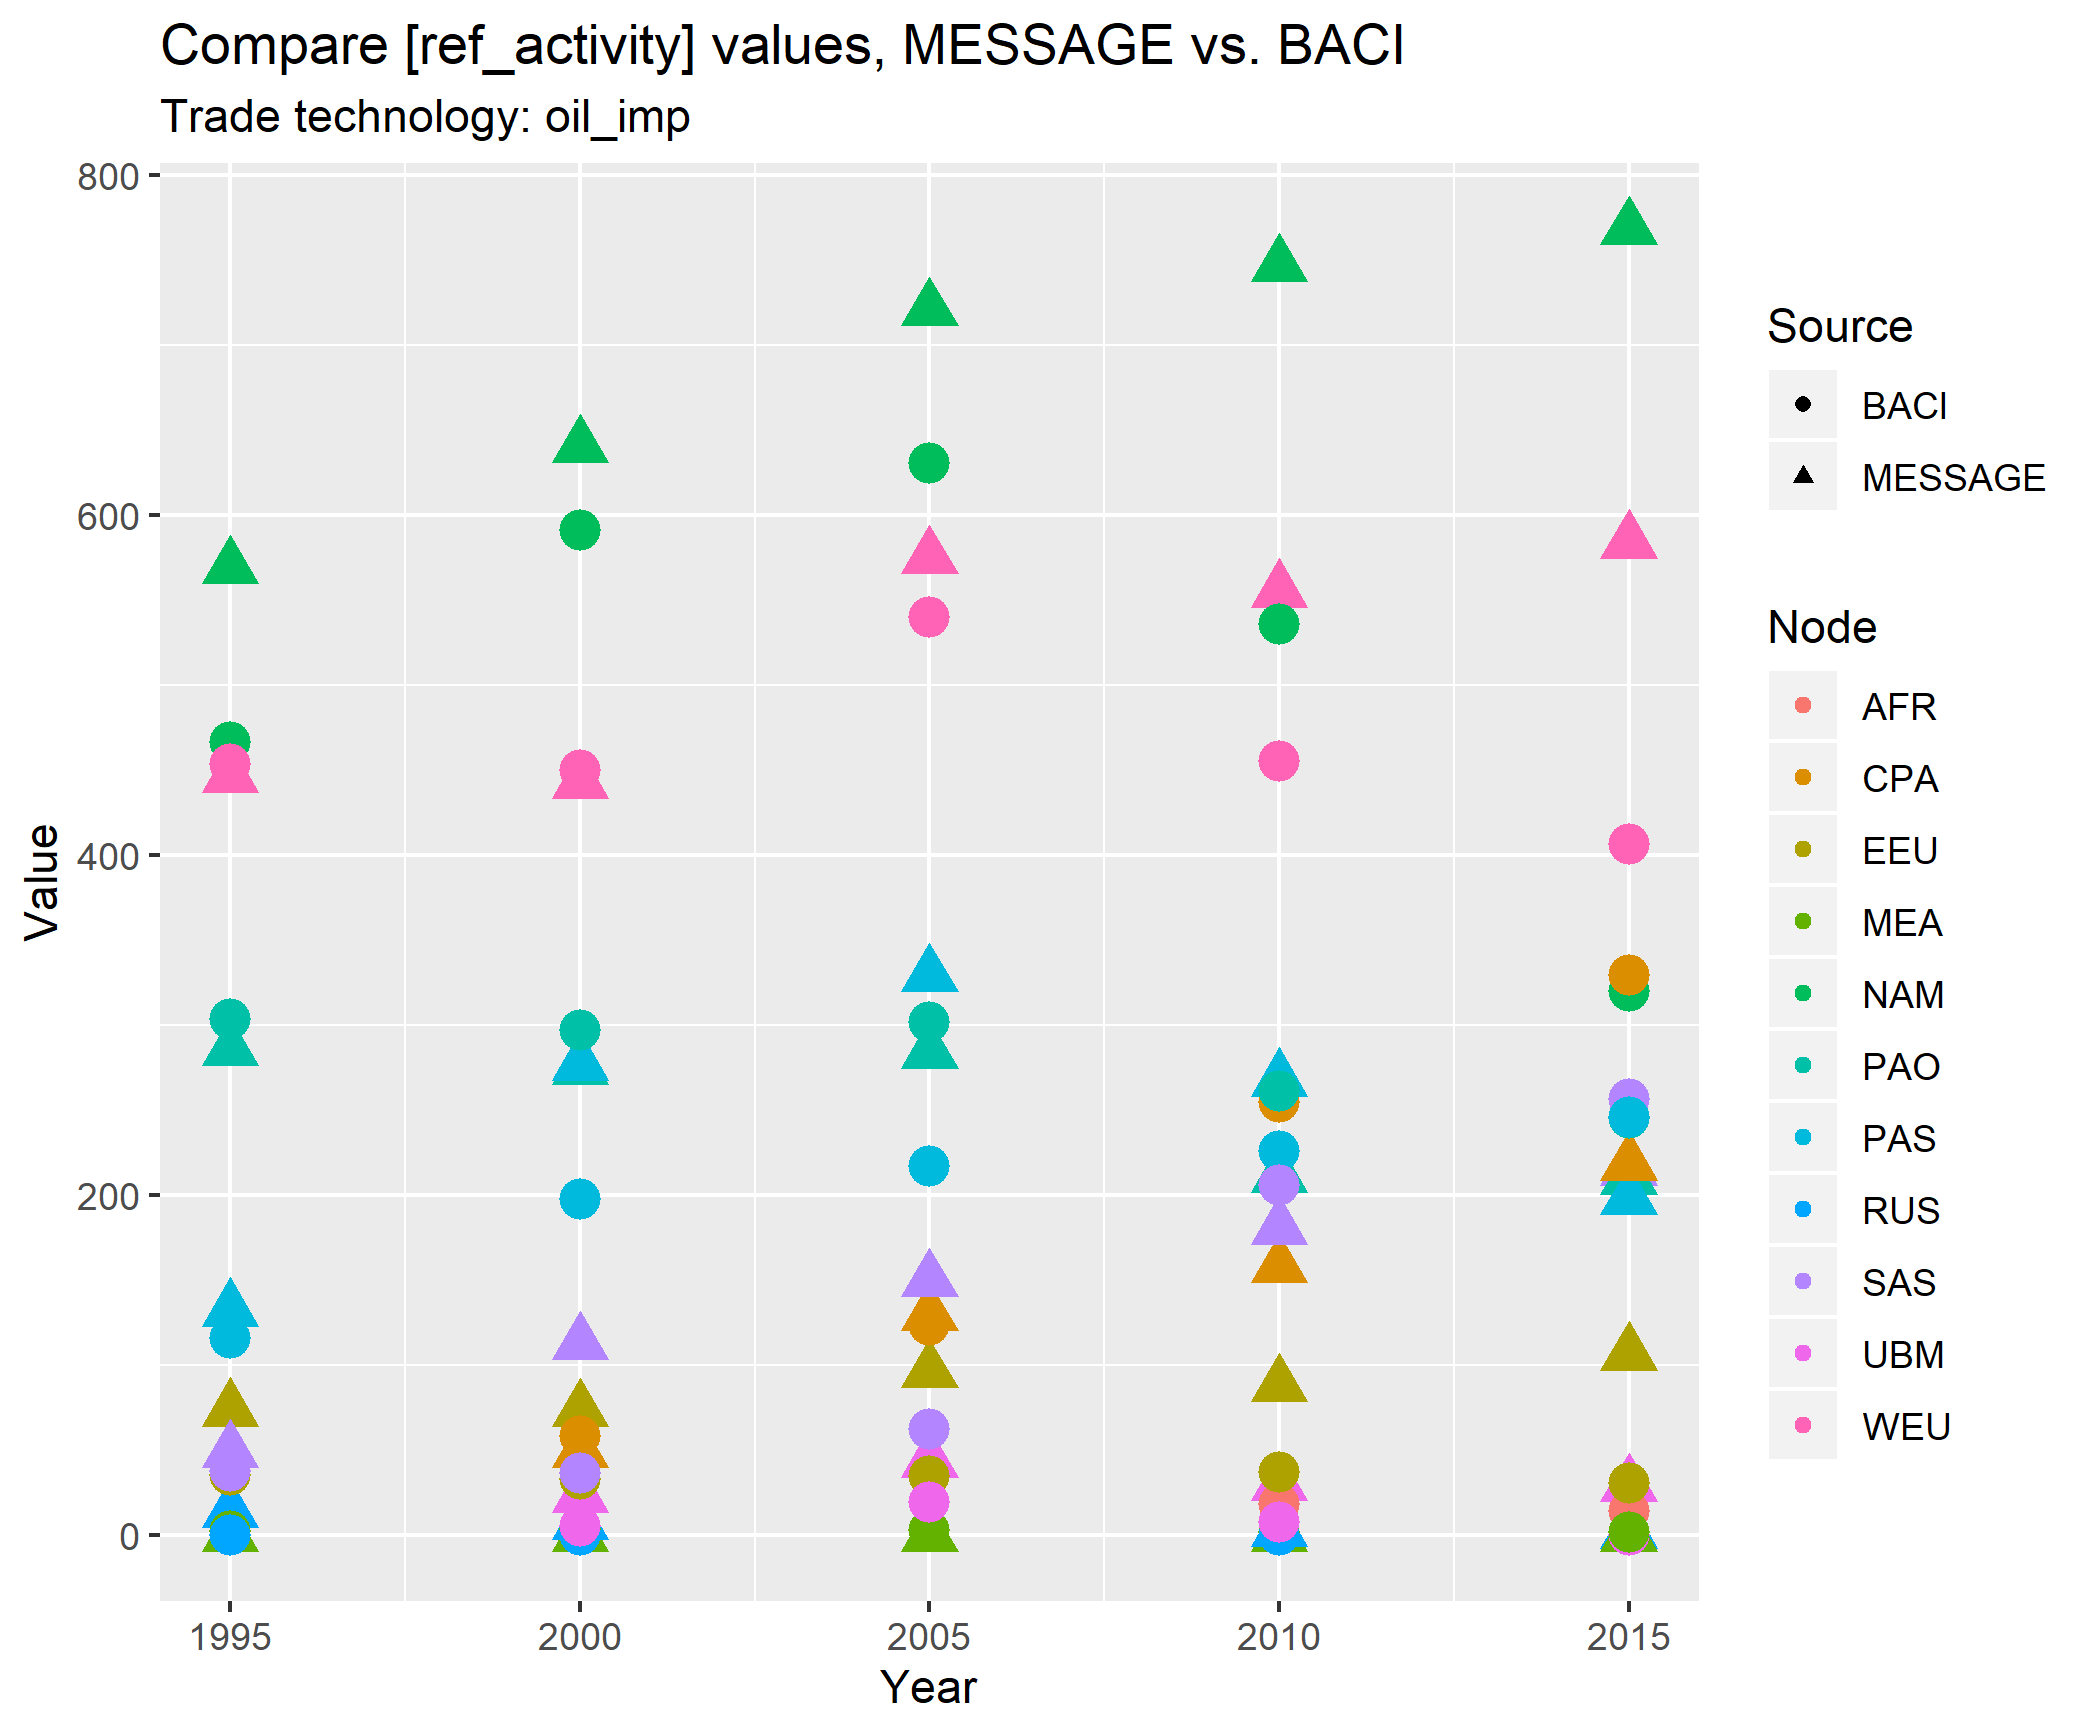 Compare [ref_activity] values, MESSAGE vs. BACI
Trade technology: oil_imp
800
600
400
200
0
Value
1995
2000
2005
2010
2015
Year
Source
BACI
MESSAGE
Node
AFR
CPA
EEU
MEA
NAM
PAO
PAS
RUS
SAS
UBM
WEU